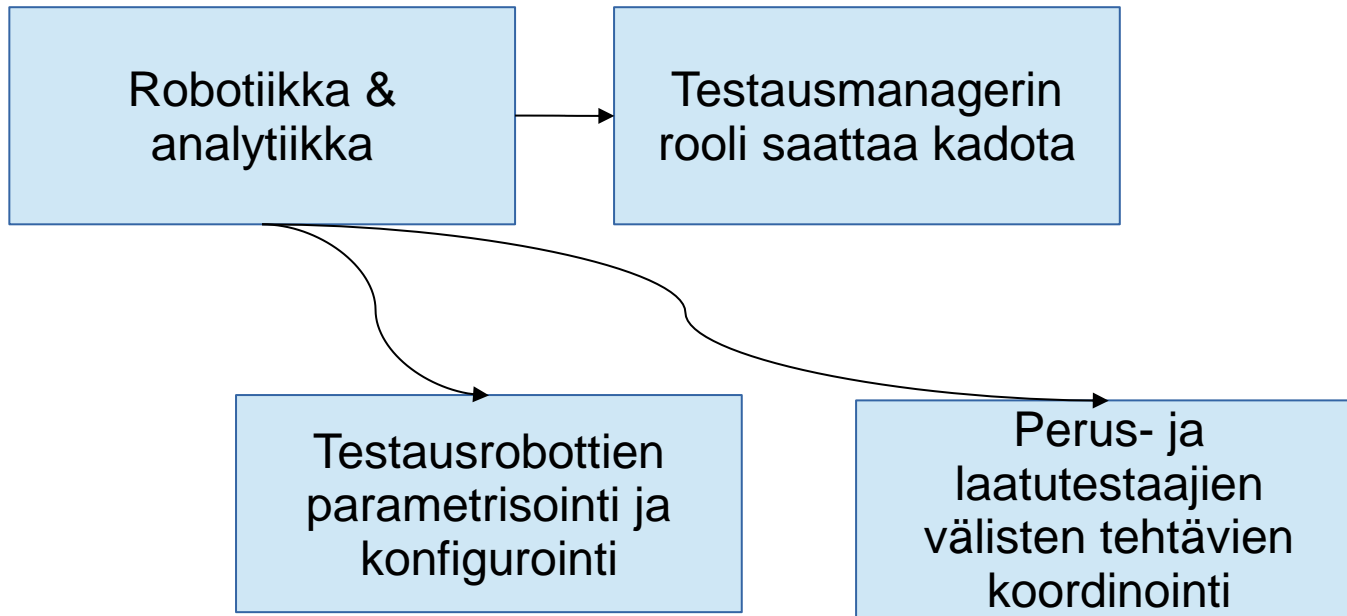 Robotiikka &
analytiikka
Testausmanagerin
rooli saattaa kadota
Testausrobottien
parametrisointi ja
konfigurointi
Perus- ja
laatutestaajien
välisten tehtävien
koordinointi